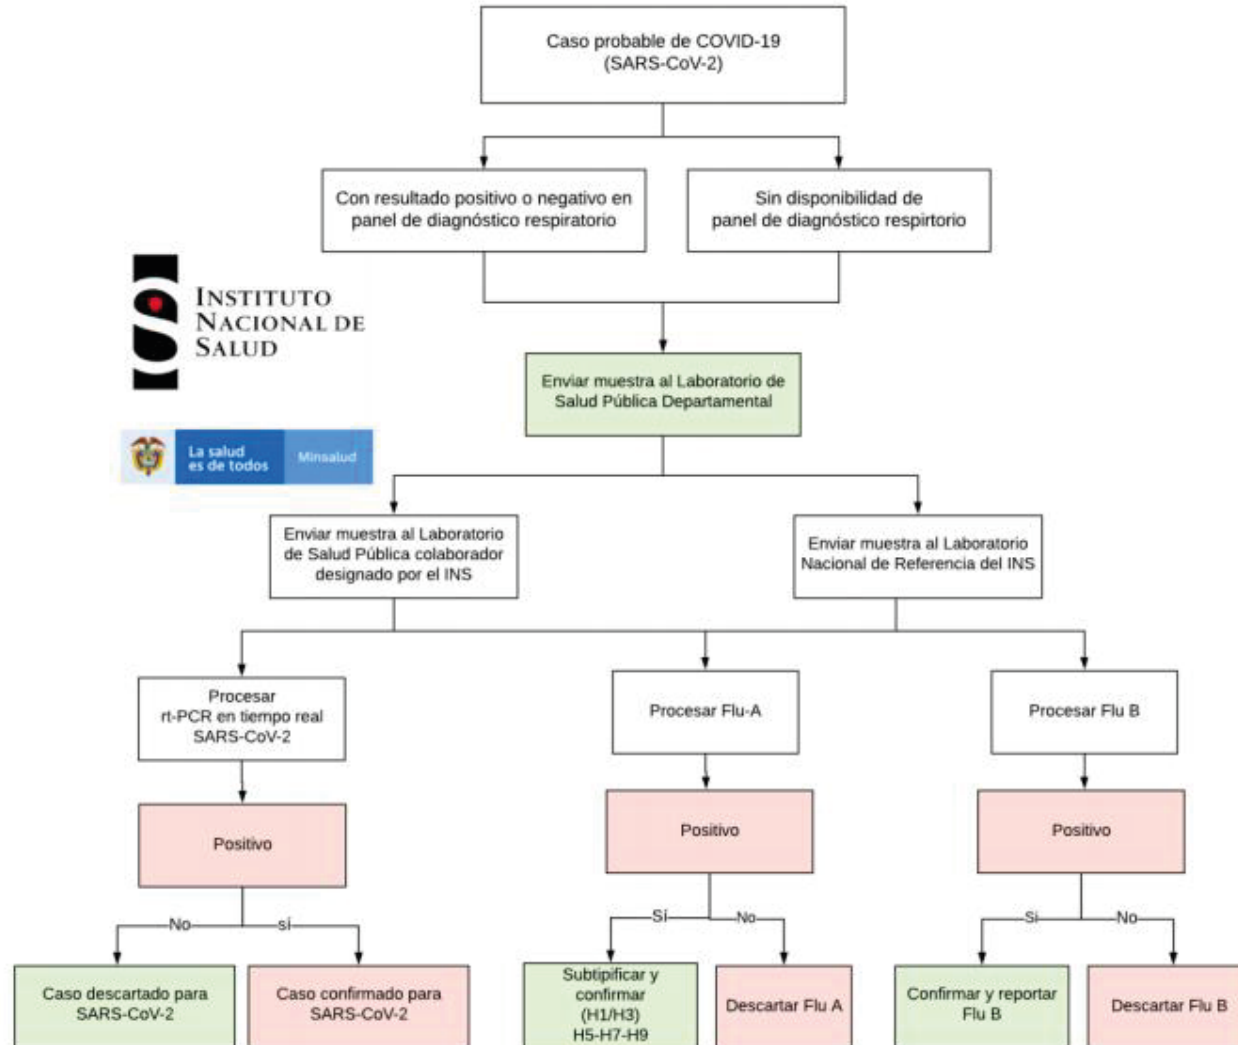 Caso probable de COVID-19
(SARS-CoV-2)
Con resultado positivo o negativo en
panel de diagnóstico respiratorio
Sin disponibilidad de
panel de diagnóstico respirtorio
INSTITUTO
NACIONAL DE
SALUD
Enviar muestra al Laboratorio de
Salud Pública Departamental
La salud
es de todos
Minsalud
Enviar muestra al Laboratorio
de Salud Pública colaborador
designado por el INS
Enviar muestra al Laboratorio
Nacional de Referencia del INS
Procesar
rt-PCR en tiempo real
SARS-CoV-2
Procesar Flu-A
Procesar Flu B
Positivo
Positivo
Positivo
No
sí
Sí
No
Si
No
Caso descartado para
SARS-CoV-2
Caso confirmado para
SARS-CoV-2
Subtipificar y
confirmar
(H1/H3)
H5-H7-H9
Descartar Flu A
Confirmar y reportar
Flu B
Descartar Flu B